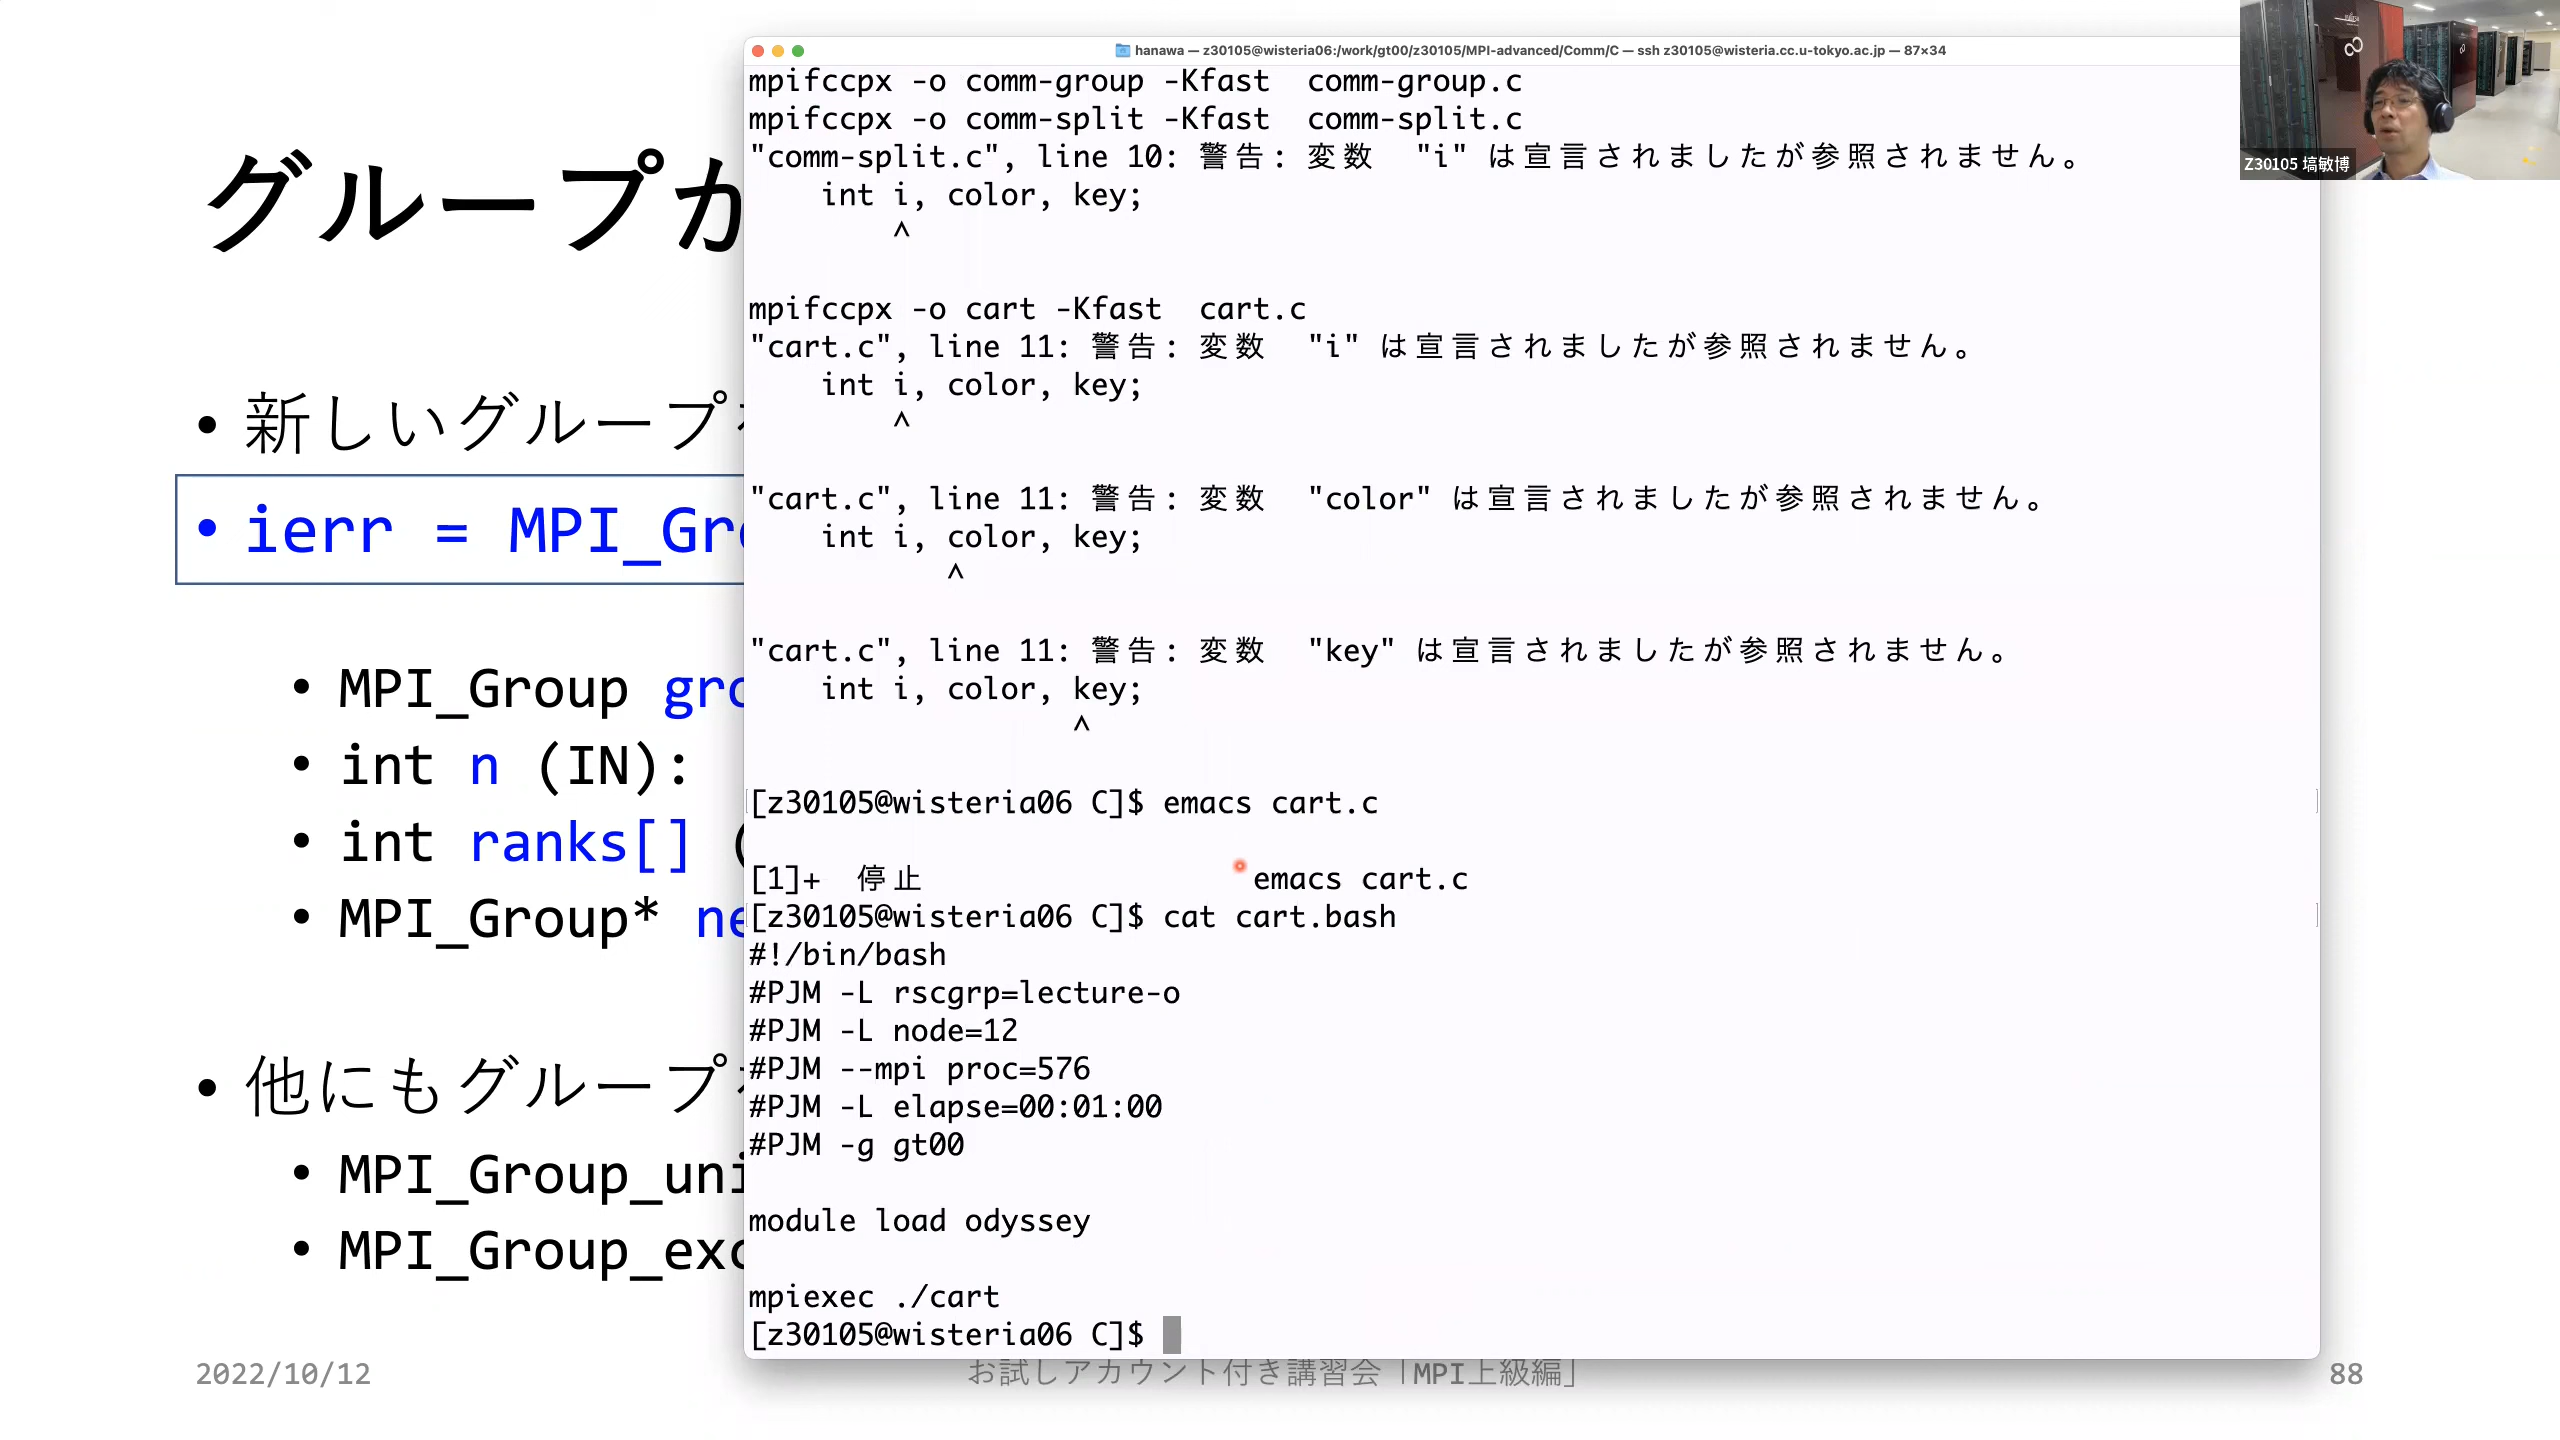 グループ
• 新しいグループ
• ierr = MPI_Gr
• MPI_Group
• int n (IN):
• int ranks[] (
• MPI_Group*
• 他にもグループ
• MPI_Group_uni
• MPI_Group_exc
2022/10/12
お試しアカウント付き講習会「MPI上級編」
88
hanawa — z30105@wisteria06:/work/gt00/z30105/MPI-advanced/Comm/C — ssh z30105@wisteria.cc.u-tokyo.ac.jp — 87×34
mpifccpx -o comm-group -Kfast  comm-group.c
mpifccpx -o comm-split -Kfast  comm-split.c
"comm-split.c", line 10: 警告: 変数  "i" は宣言されましたが参照されません。
    int i, color, key;
        ^
mpifccpx -o cart -Kfast  cart.c
"cart.c", line 11: 警告: 変数  "i" は宣言されましたが参照されません。
    int i, color, key;
        ^
"cart.c", line 11: 警告: 変数  "color" は宣言されましたが参照されません。
    int i, color, key;
           ^
"cart.c", line 11: 警告: 変数  "key" は宣言されましたが参照されません。
    int i, color, key;
                  ^
[z30105@wisteria06 C]$ emacs cart.c
[1]+  停止                  emacs cart.c
[z30105@wisteria06 C]$ cat cart.bash
#!/bin/bash
#PJM -L rscgrp=lecture-o
#PJM -L node=12
#PJM --mpi proc=576
#PJM -L elapse=00:01:00
#PJM -g gt00
module load odyssey
mpiexec ./cart
[z30105@wisteria06 C]$
Z30105 塙敏博